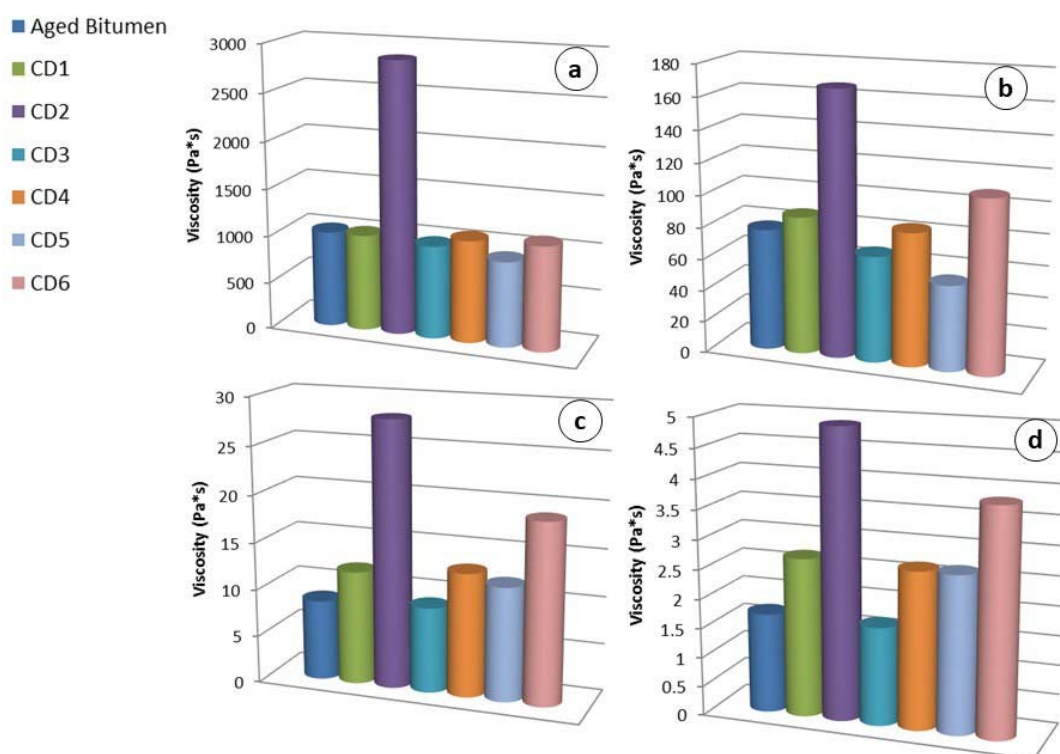 Aged Bitumen
CD1
CD2
CD3
CD4
CD5
CD6
a
Viscosity (Pa*s)
3000
2500
2000
1500
1000
500
0
b
Viscosity (Pa*s)
180
160
140
120
100
80
60
40
20
0
c
Viscosity (Pa*s)
30
25
20
15
10
5
0
d
Viscosity (Pa*s)
5
4.5
4
3.5
3
2.5
2
1.5
1
0.5
0